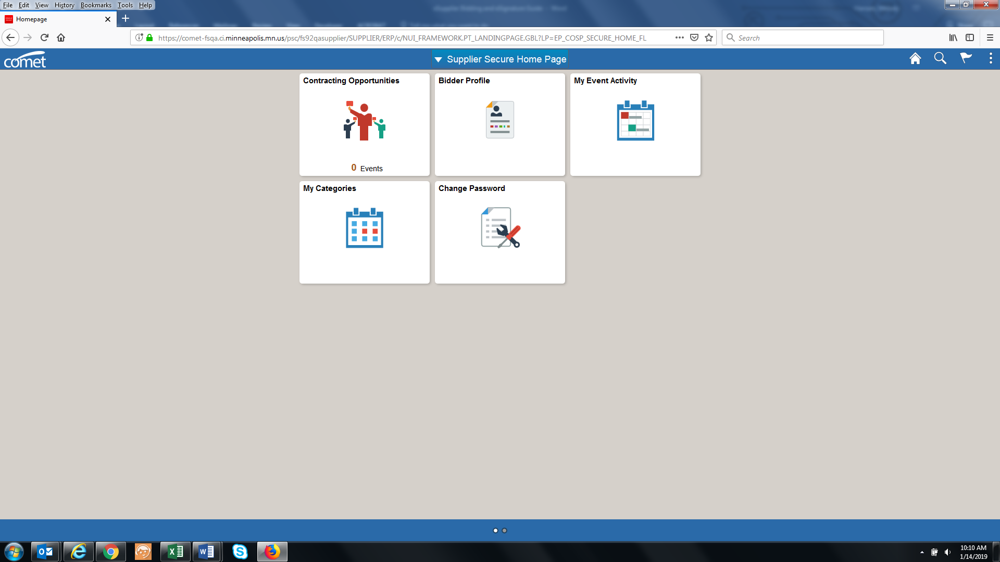 File Edit View History Bookmarks Tools Help
Homepage
https://comet-fsqa.ci.minneapolis.mn.us/psc/fs92qasupplier/SUPPLIER/ERP/c/NUI_FRAMEWORK.PT_LANDINGPAGE.GBL?LP=EP_COSP_SECURE_HOME_FL
Search
comet
Supplier Secure Home Page
Contracting Opportunities
Bidder Profile
My Event Activity
0 Events
My Categories
Change Password
10:10 AM
1/14/2019